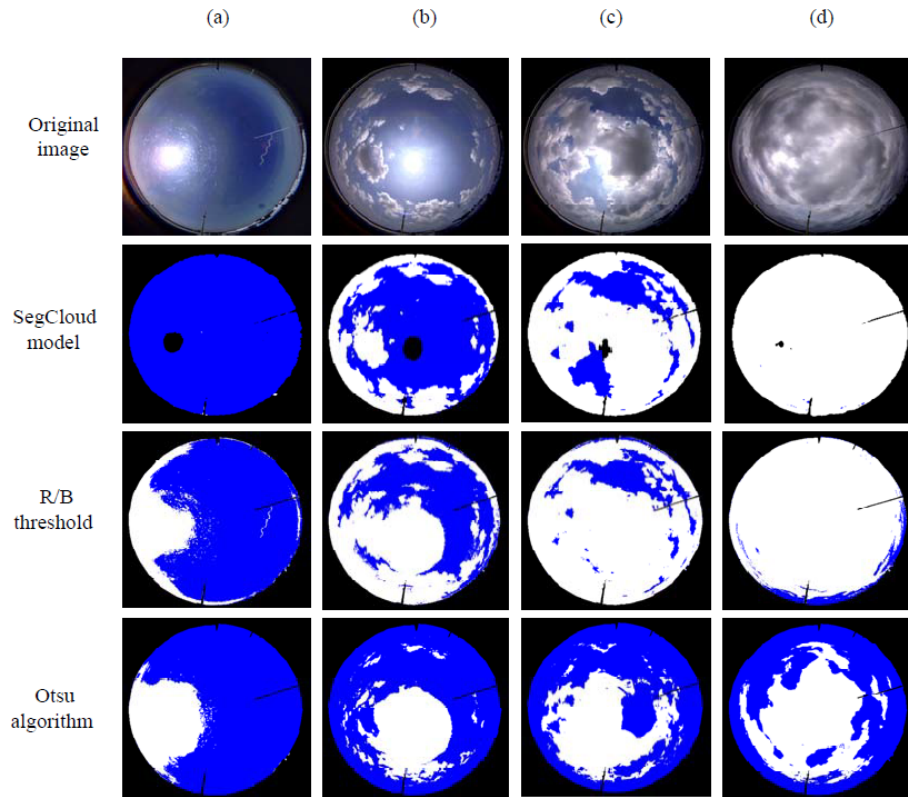 (a) (b) (c) (d)
Original
image
SegCloud
model
R/B
threshold
Otsu
algorithm